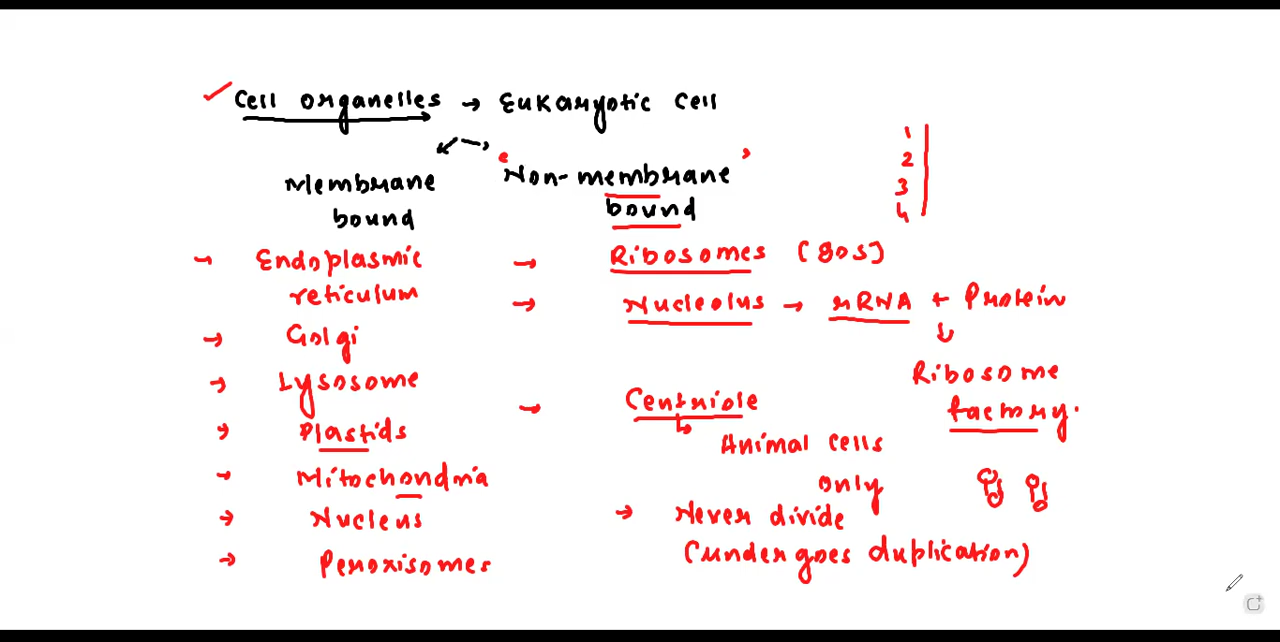 Cell organelles → Eukaryotic Cell
Membrane bound
"Non-membrane bound"
1
2
3
4
→ Endoplasmic reticulum
→ Golgi
→ Lysosome
→ Plastids
→ Mitochondria
→ Nucleus
→ Peroxisomes
→ Ribosomes (80s)
→ Nucleolus → rRNA + Protein
↓
Ribosome
factory.
→ Centriole
↳ Animal cells
only
→ Never divide
(undergoes duplication)